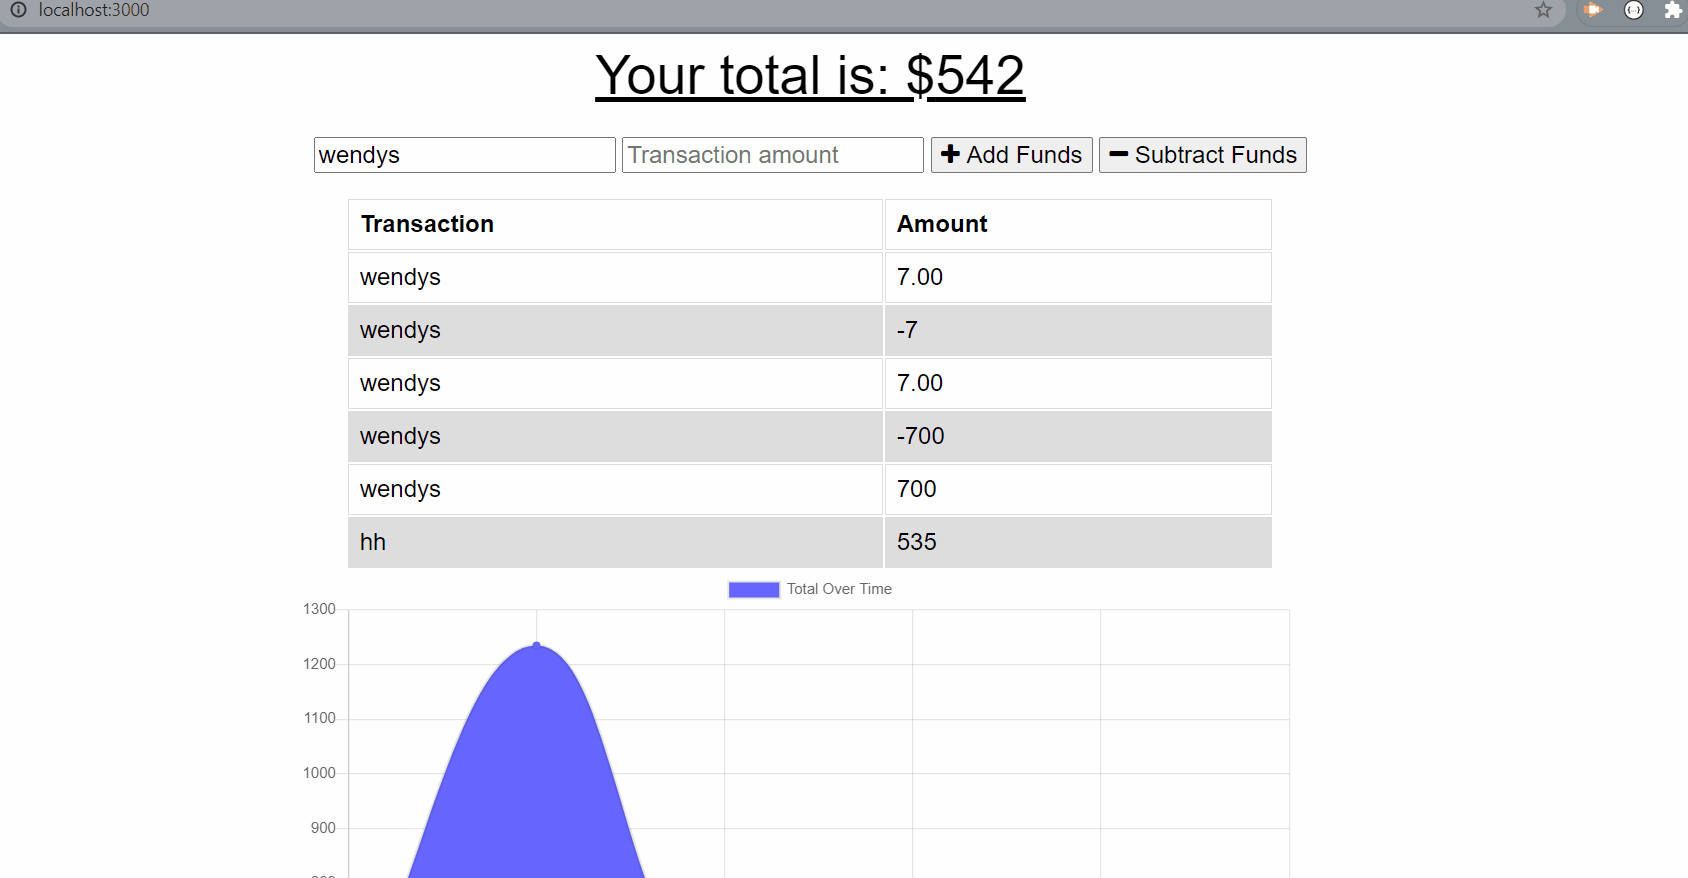 localhost:3000
Your total is: $542
wendys Transaction amount Add Funds Subtract Funds
Transaction Amount
wendys 7.00
wendys -7
wendys 7.00
wendys -700
wendys 700
hh 535
Total Over Time
1300
1200
1100
1000
900